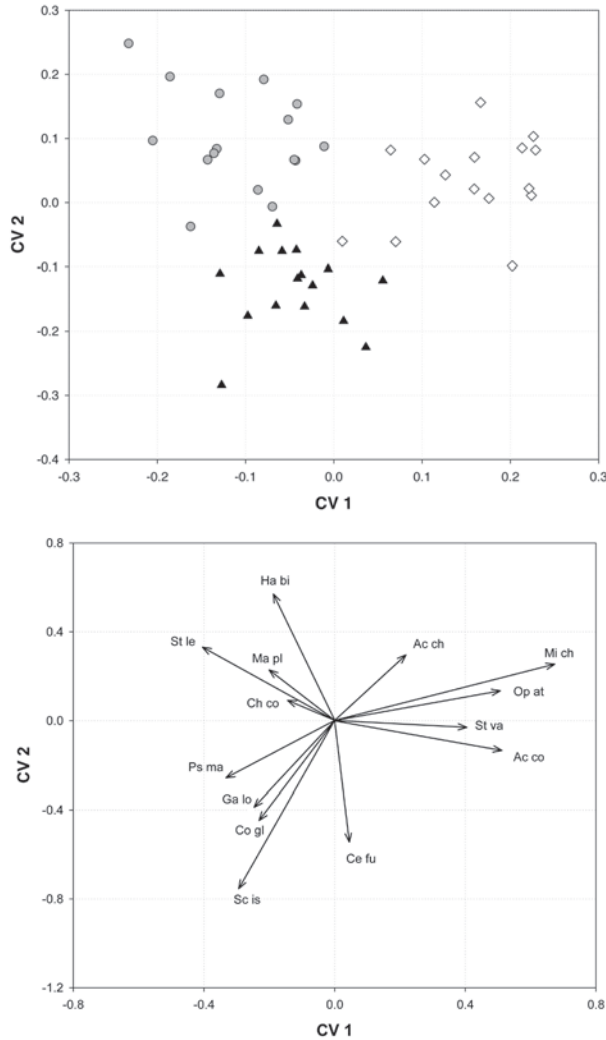 0.3
0.2
0.1
0.0
-0.1
-0.2
-0.3
-0.4
CV 2
-0.3 -0.2 -0.1 0.0 0.1 0.2 0.3
CV 1
0.8
0.4
0.0
-0.4
-0.8
-1.2
CV 2
Ha bi
St le
Ac ch
Ma pl
Mi ch
Op at
Ch co
St va
Ac co
Ps ma
Ga lo
Co gl
Ce fu
Sc is
-0.8 -0.4 0.0 0.4 0.8
CV 1